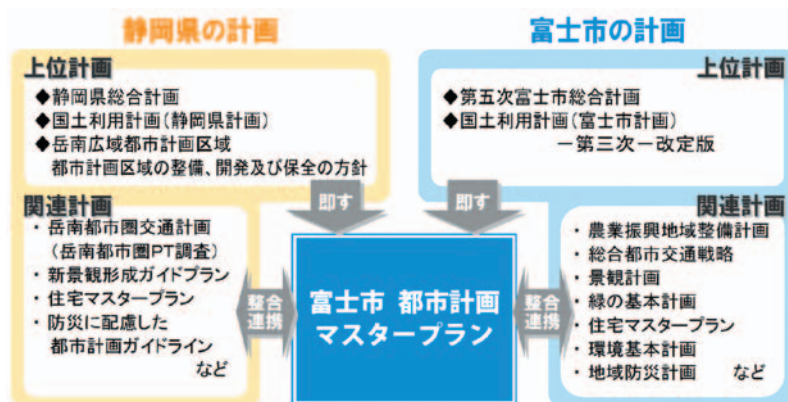 静岡県の計画
上位計画
◆静岡県総合計画
◆国土利用計画(静岡県計画)
◆岳南広域都市計画区域
都市計画区域の整備、開発及び保全の方針
関連計画
・岳南都市圏交通計画
(岳南都市圏PT調査)
・新景観形成ガイドプラン
・住宅マスタープラン
・防災に配慮した
都市計画ガイドライン
など
富士市の計画
上位計画
◆第五次富士市総合計画
◆国土利用計画(富士市計画)
－第三次－改定版
関連計画
・農業振興地域整備計画
・総合都市交通戦略
・景観計画
・緑の基本計画
・住宅マスタープラン
・環境基本計画
・地域防災計画 など
即す
即す
整合
連携
富士市 都市計画
マスタープラン
整合
連携